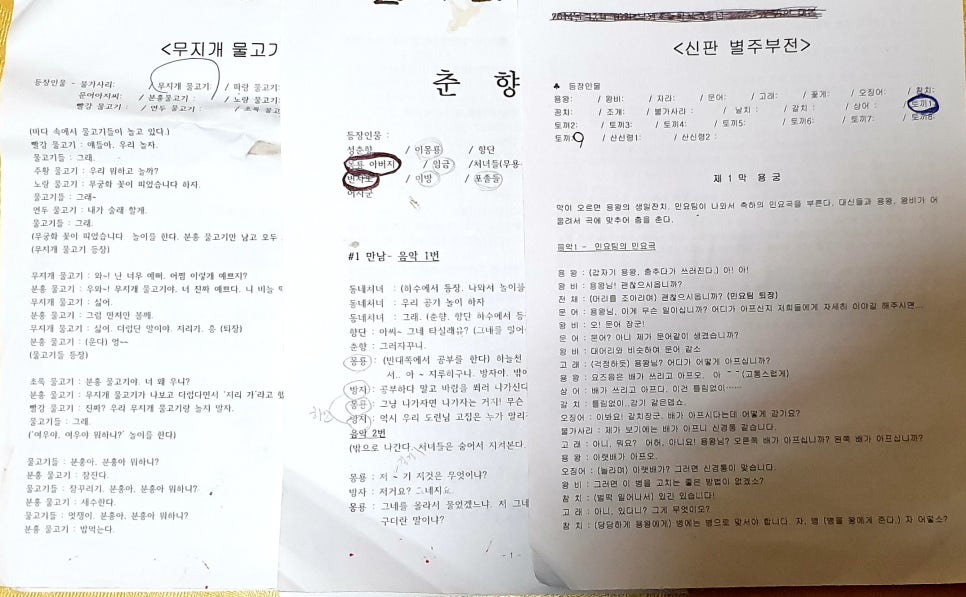 <무지개 물고기
등장인물 - 불가사리: / 무지개 물고기: / 파랑 물고기:
문어아저씨: / 분홍물고기 : / 노랑 물고기:
빨강 물고기 : / 연두 물고기 : / 초록 물고기
(바다 속에서 물고기들이 놀고 있다.)
빨강 물고기 : 얘들아, 우리 놀자.
물고기들 : 그래.
주황 물고기 : 우리 뭐하고 놀까?
노랑 물고기 : 무궁화 꽃이 피었습니다 하자.
물고기들 : 그래~
연두 물고기 : 내가 술래 할게.
물고기들 : 그래.
(무궁화 꽃이 피었습니다 놀이를 한다. 분홍 물고기만 남고 모두
(무지개 물고기 등장)
무지개 물고기 : 와~! 난 너무 예뻐. 어쩜 이렇게 예쁘지?
분홍 물고기 : 우와~! 무지개 물고기야, 너 진짜 예쁘다. 니 비늘
무지개 물고기 : 싫어.
분홍 물고기 : 그럼 만지만 볼께.
무지개 물고기 : 싫어. 더럽단 말이야. 저리가. 흥 (퇴장)
분홍 물고기 : (운다) 엉~~
(물고기들 등장)
초록 물고기 : 분홍 물고기야, 너 왜 우니?
분홍 물고기 : 무지개 물고기가 나보고 더럽다면서 '저리 가'라고
빨강 물고기 : 진짜? 우리 무지개 물고기랑 놀지 말자.
물고기들 : 그래.
('여우야, 여우야 뭐하니?' 놀이를 한다)
물고기들 : 분홍아, 분홍아 뭐하니?
분홍 물고기 : 잠잔다.
물고기들 : 잠꾸러기. 분홍아, 분홍아 뭐하니?
분홍 물고기 : 세수한다.
물고기들 : 멋쟁이. 분홍아, 분홍아 뭐하니?
분홍 물고기 : 밥먹는다.
춘 향
등장인물 :
성춘향 / 이몽룡 / 향단
몽룡 아버지 / 임금 / 처녀들(무용
변사또 / 이방 / 포졸들
#1 만남- 음악 1번
동네처녀 : (하수에서 등장, 나와서 놀이를
동네처녀 : 우리 공기 놀이 하자
동네처녀 : 그래. (춘향, 향단 하수에서 등
향단 : 아싸~ 그네 타실래유? (그네를 밀어
춘향 : 그러자꾸나.
몽룡 : (반대쪽에서 공부를 한다) 하늘천
서.. 아 ~ 지루하구나. 방자야, 밖에
방자 : 공부하다 말고 바람을 쐬러 나가신다
몽룡 : 그냥 나가자면 나가자는 거지! 무슨
방자 : 역시 우리 도련님 고집은 누가 말리
음악 2번
(밖으로 나간다. 처녀들은 숨어서 지켜본다.
몽룡 : 저 ~ 기 저것은 무엇이냐?
방자 : 저거요? 그네지요.
몽룡 : 그네를 몰라서 물었겠느냐. 저 그네
구더란 말이냐?
- 1 -
<신판 별주부전>
♣ 등장인물
용왕: / 왕비: / 자라: / 문어: / 고래: / 꽃게: / 오징어: / 참치:
꽁치: / 조개: / 불가사리 : / 날치 : / 갈치 : / 상어 : / 토끼1:
토끼2: / 토끼3: / 토끼4: / 토끼5: / 토끼6: / 토끼7: / 토끼8:
토끼9 / 산신령1: / 산신령2 :
제 1 막 용 궁
막이 오르면 용왕의 생일잔치. 민요팀이 나와서 축하의 민요곡을 부른다. 대신들과 용왕, 왕비가 어
울려서 곡에 맞추어 춤을 춘다.
음악1 - 민요팀의 민요곡
용 왕 : (갑자기 용왕, 춤추다가 쓰러진다.) 아! 아!
왕 비 : 용왕님! 괜찮으시옵니까?
전 체 : (머리를 조아리며) 괜찮으시옵니까? (민요팀 퇴장)
문 어 : 용왕님, 이게 무슨 일이십니까? 어디가 아프신지 저희들에게 자세히 이야길 해주시면...
왕 비 : 오! 문어 장군!
문 어 : 문어? 아니 제가 문어같이 생겼습니까?
왕 비 : 대머리와 비슷하여 문어 같소
고 래 : (걱정하듯) 용왕님? 어디가 어떻게 아프십니까?
용 왕 : 요즈음은 배가 쓰리고 아프오. 아 ~ ~ (고통스럽게)
상 어 : 배가 쓰리고 아프다. 이건 틀림없이......
갈 치 : 틀림없이..감기 같은뎁쇼.
오징어 : 이봐요! 갈치장군, 배가 아프시다는데 어떻게 감기요?
불가사리 : 제가 보기에는 배가 아프니 신경통 같습니다.
고 래 : 아니, 뭐요? 어허, 아니요! 용왕님? 오른쪽 배가 아프십니까? 왼쪽 배가 아프십니까?
용 왕 : 아랫배가 아프오.
오징어 : (놀라며) 아랫배가? 그러면 신경통이 맞습니다.
왕 비 : 그러면 이 병을 고치는 좋은 방법이 없겠소?
참 치 : (벌떡 일어나서) 있긴 있습니다!
고 래 : 아니, 있다니? 그게 무엇이오?
참 치 : (당당하게 용왕에게) 병에는 병으로 맞서야 합니다. 자, 병 (병을 왕에게 준다.) 자 어떻소?